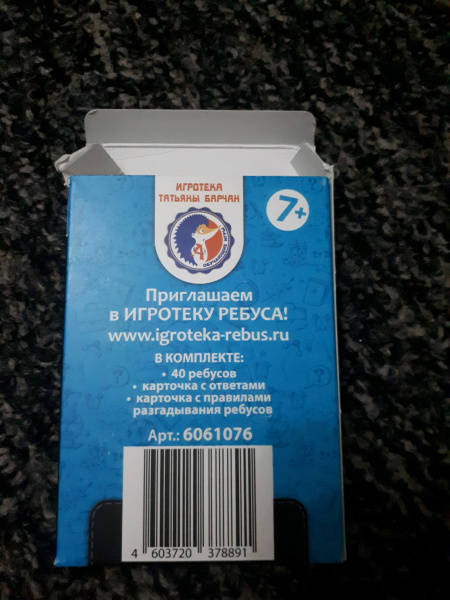 ИГРОТЕКА
ТАТЬЯНЫ БАРЧАН
7+
Приглашаем
в ИГРОТЕКУ РЕБУСА!
www.igroteka-rebus.ru
В КОМПЛЕКТЕ:
• 40 ребусов
• карточка с ответами
• карточка с правилами
разгадывания ребусов
Арт.: 6061076
4 603720 378891